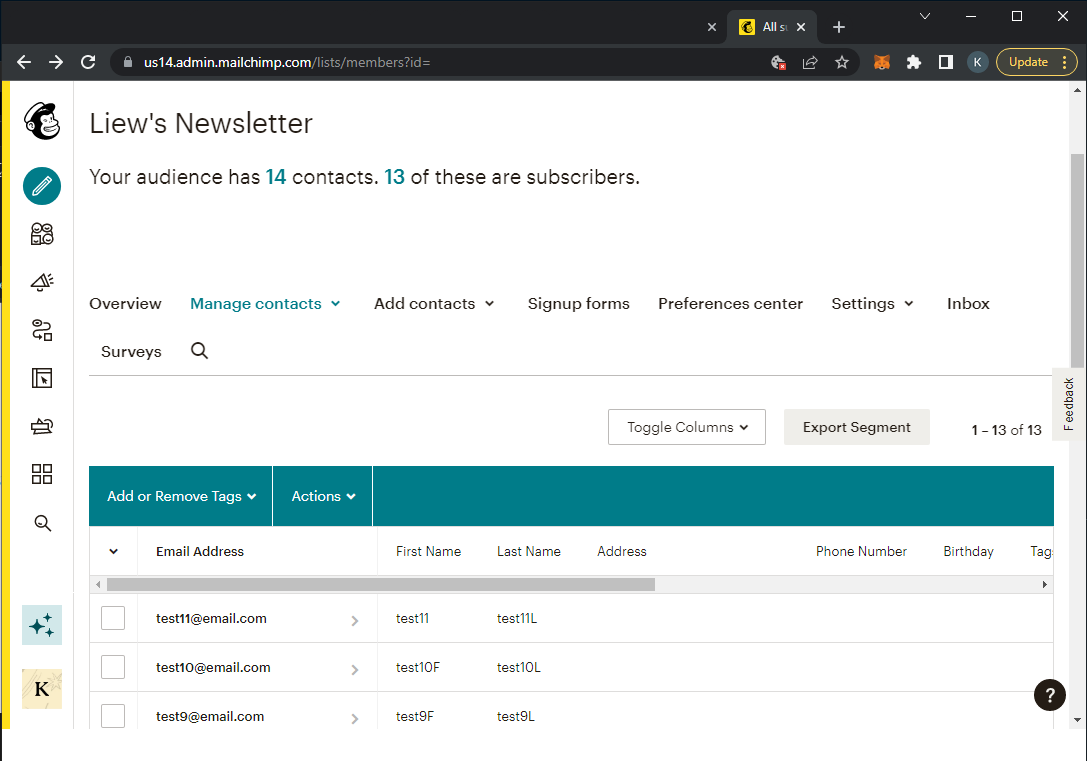 All su
us14.admin.mailchimp.com/lists/members?id=
K
Update
Liew's Newsletter
Your audience has 14 contacts. 13 of these are subscribers.
Overview Manage contacts Add contacts Signup forms Preferences center Settings Inbox
Surveys
Feedback
Toggle Columns Export Segment 1 – 13 of 13
Add or Remove Tags Actions
Email Address First Name Last Name Address Phone Number Birthday Tags
test11@email.com test11 test11L
test10@email.com test10F test10L
K
?
test9@email.com test9F test9L